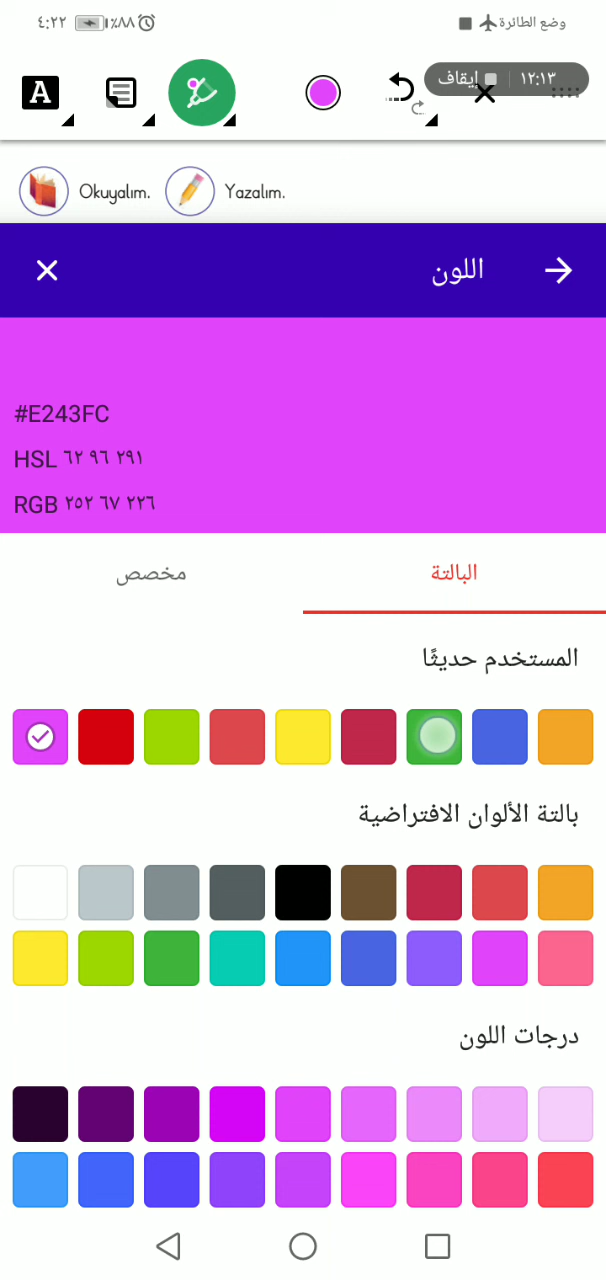 ٤:٢٢ ٪٨٨ وضع الطائرة
A إيقاف ١٢:١٣
Okuyalım. Yazalım.
اللون
#E243FC
HSL ٢٩١ ٩٦ ٦٢
RGB ٢٢٦ ٦٧ ٢٥٢
البالتة
مخصص
المستخدم حديثًا
بالتة الألوان الافتراضية
درجات اللون